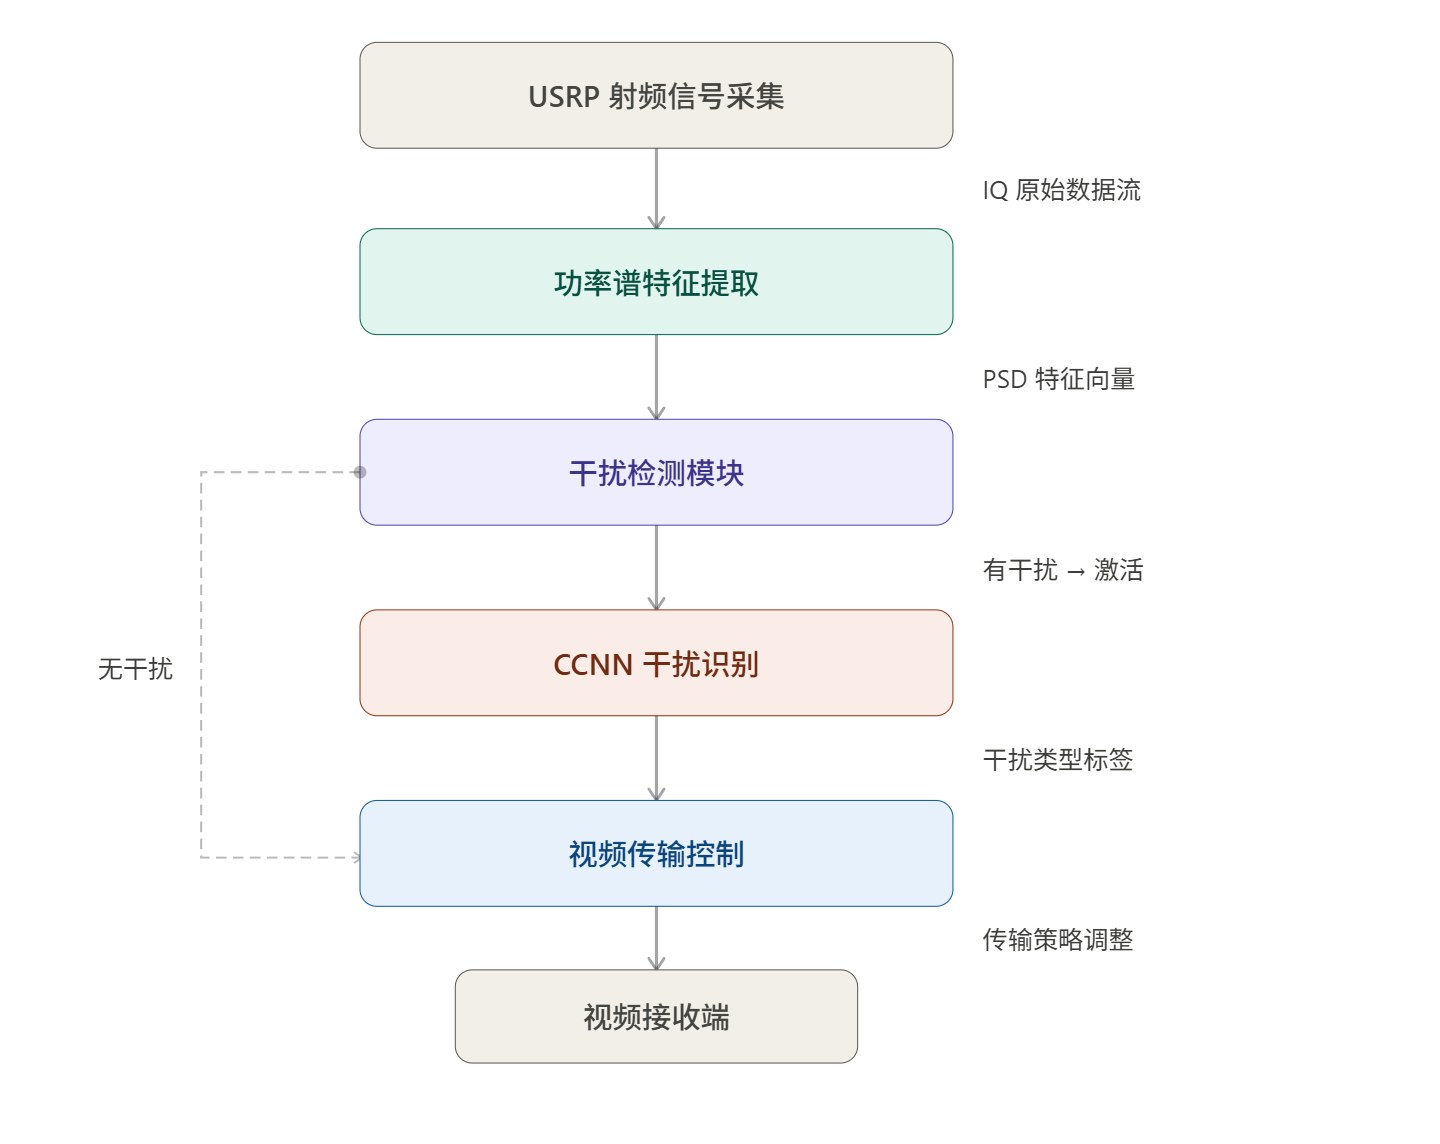 USRP 射频信号采集
IQ 原始数据流
功率谱特征提取
PSD 特征向量
干扰检测模块
有干扰 → 激活
CCNN 干扰识别
无干扰
干扰类型标签
视频传输控制
传输策略调整
视频接收端